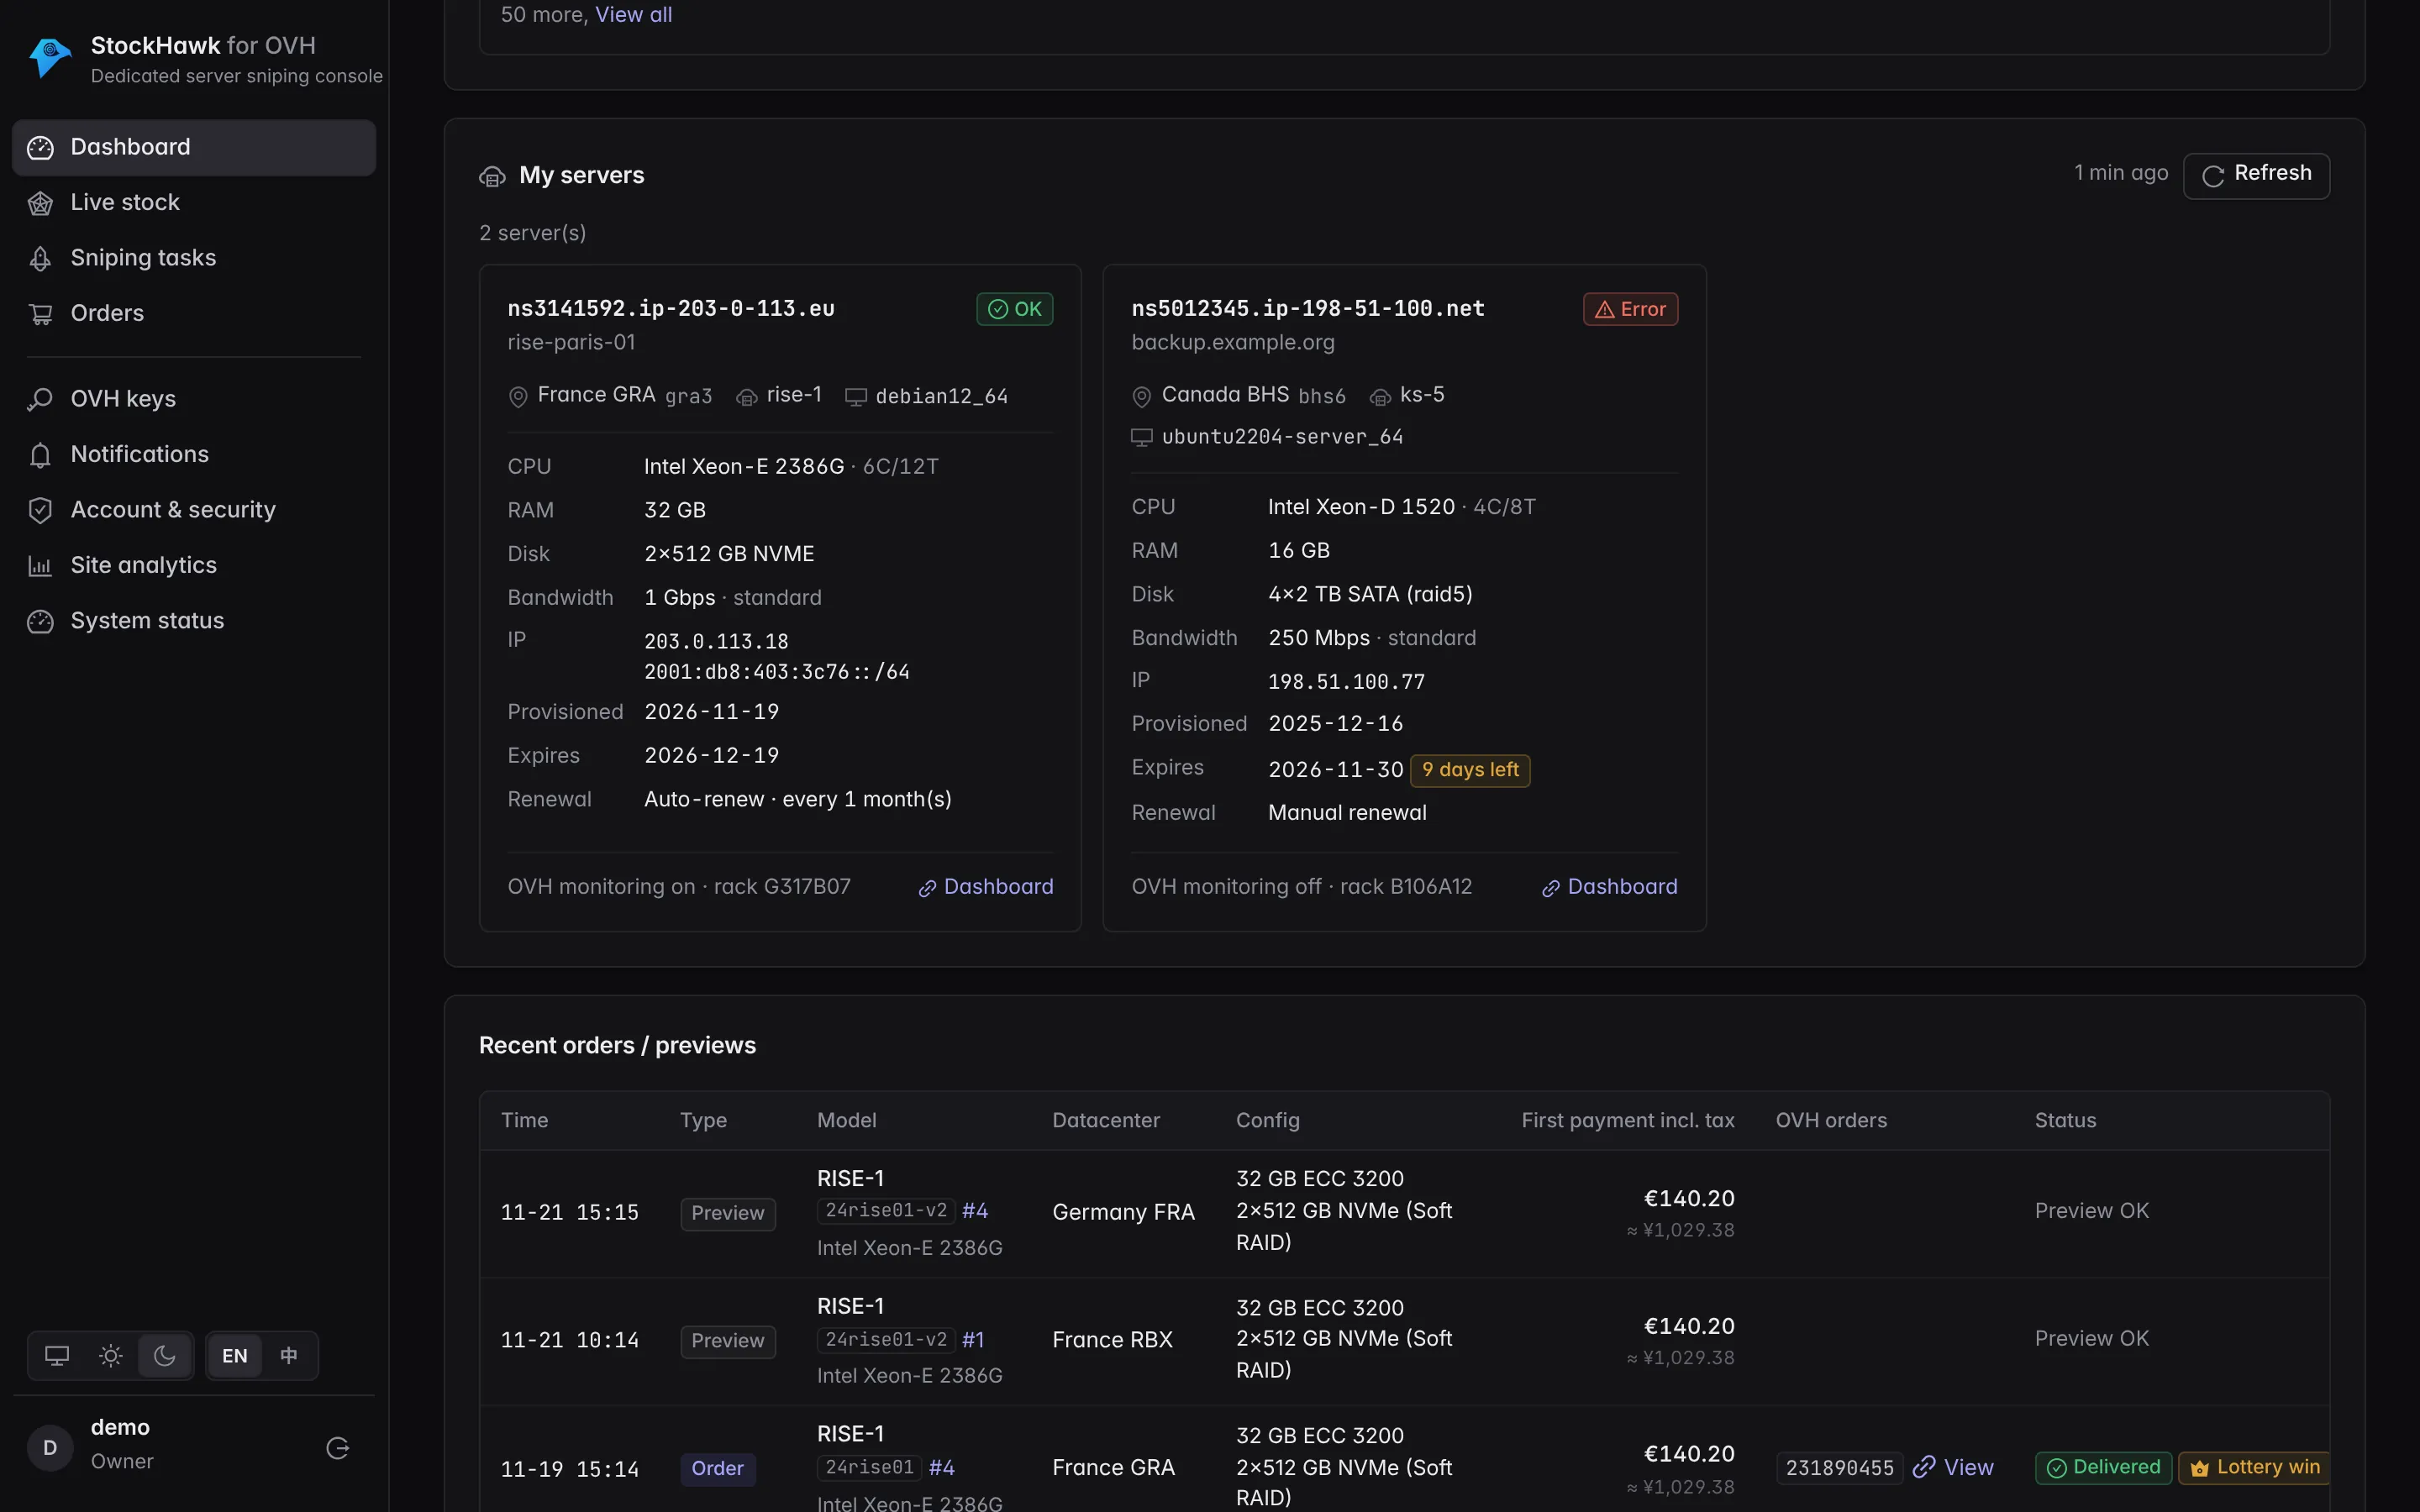 StockHawk for OVH
Dedicated server sniping console
Dashboard
Live stock
Sniping tasks
Orders
OVH keys
Notifications
Account & security
Site analytics
System status
EN 中
D
demo
Owner
50 more, View all
My servers
1 min ago Refresh
2 server(s)
ns3141592.ip-203-0-113.eu OK
rise-paris-01
France GRA gra3 rise-1 debian12_64
CPU Intel Xeon-E 2386G · 6C/12T
RAM 32 GB
Disk 2×512 GB NVME
Bandwidth 1 Gbps · standard
IP 203.0.113.18
2001:db8:403:3c76::/64
Provisioned 2026-11-19
Expires 2026-12-19
Renewal Auto-renew · every 1 month(s)
OVH monitoring on · rack G317B07 Dashboard
ns5012345.ip-198-51-100.net Error
backup.example.org
Canada BHS bhs6 ks-5
ubuntu2204-server_64
CPU Intel Xeon-D 1520 · 4C/8T
RAM 16 GB
Disk 4×2 TB SATA (raid5)
Bandwidth 250 Mbps · standard
IP 198.51.100.77
Provisioned 2025-12-16
Expires 2026-11-30 9 days left
Renewal Manual renewal
OVH monitoring off · rack B106A12 Dashboard
Recent orders / previews
Time Type Model Datacenter Config First payment incl. tax OVH orders Status
11-21 15:15 Preview RISE-1 24rise01-v2 #4 Intel Xeon-E 2386G Germany FRA 32 GB ECC 3200 2×512 GB NVMe (Soft RAID) €140.20 ≈ ¥1,029.38 Preview OK
11-21 10:14 Preview RISE-1 24rise01-v2 #1 Intel Xeon-E 2386G France RBX 32 GB ECC 3200 2×512 GB NVMe (Soft RAID) €140.20 ≈ ¥1,029.38 Preview OK
11-19 15:14 Order RISE-1 24rise01 #4 Intel Xeon-E 2386G France GRA 32 GB ECC 3200 2×512 GB NVMe (Soft RAID) €140.20 ≈ ¥1,029.38 231890455 View Delivered Lottery win